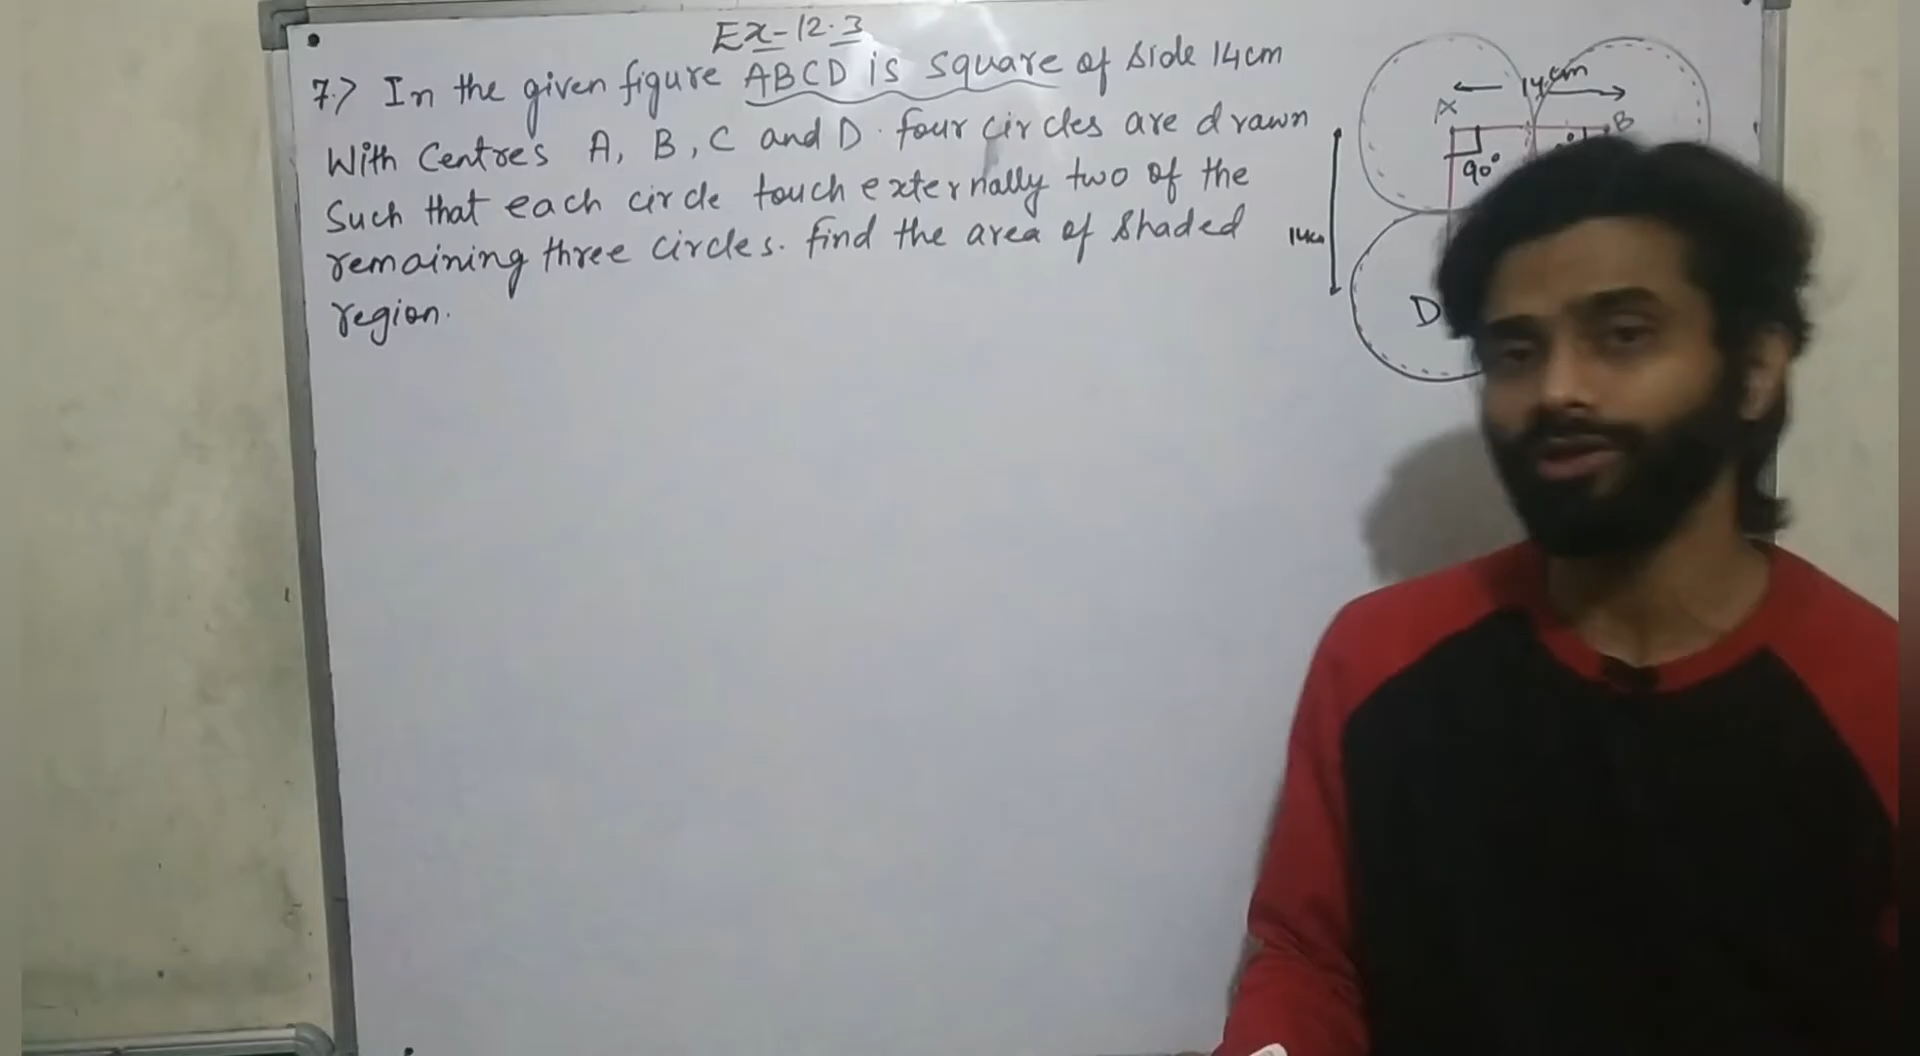 Ex-12.3
7.> In the given figure ABCD is square of side 14cm
With Centres A, B, C and D. four circles are drawn
Such that each circle touch externally two of the
remaining three circles. find the area of shaded
region.
14cm
A
B
90°
14cm
D